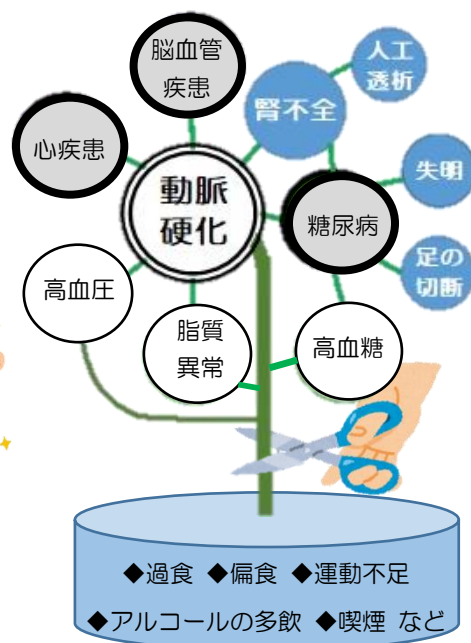 脳血管
疾患
人工
透析
腎不全
心疾患
動脈
硬化
失明
糖尿病
足の
切断
高血圧
脂質
異常
高血糖
◆過食 ◆偏食 ◆運動不足
◆アルコールの多飲 ◆喫煙 など